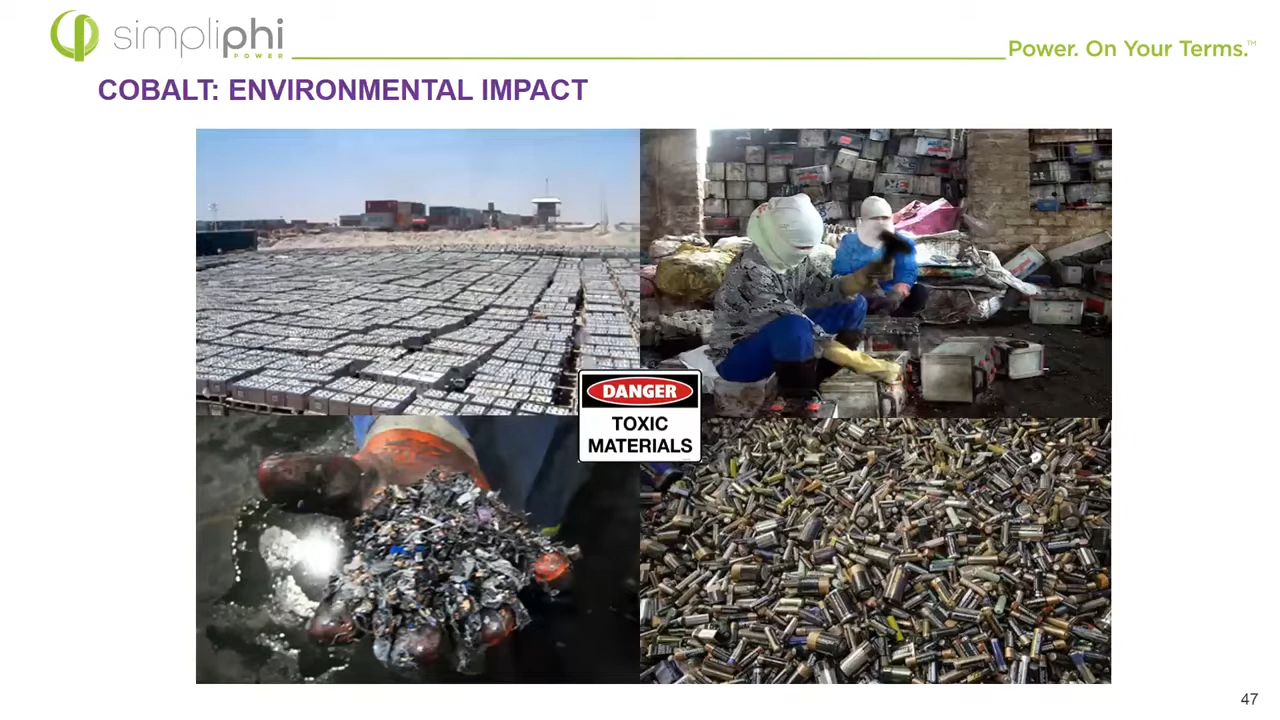 simpliphi
POWER
Power. On Your Terms.™
COBALT: ENVIRONMENTAL IMPACT
DANGER
TOXIC
MATERIALS
47